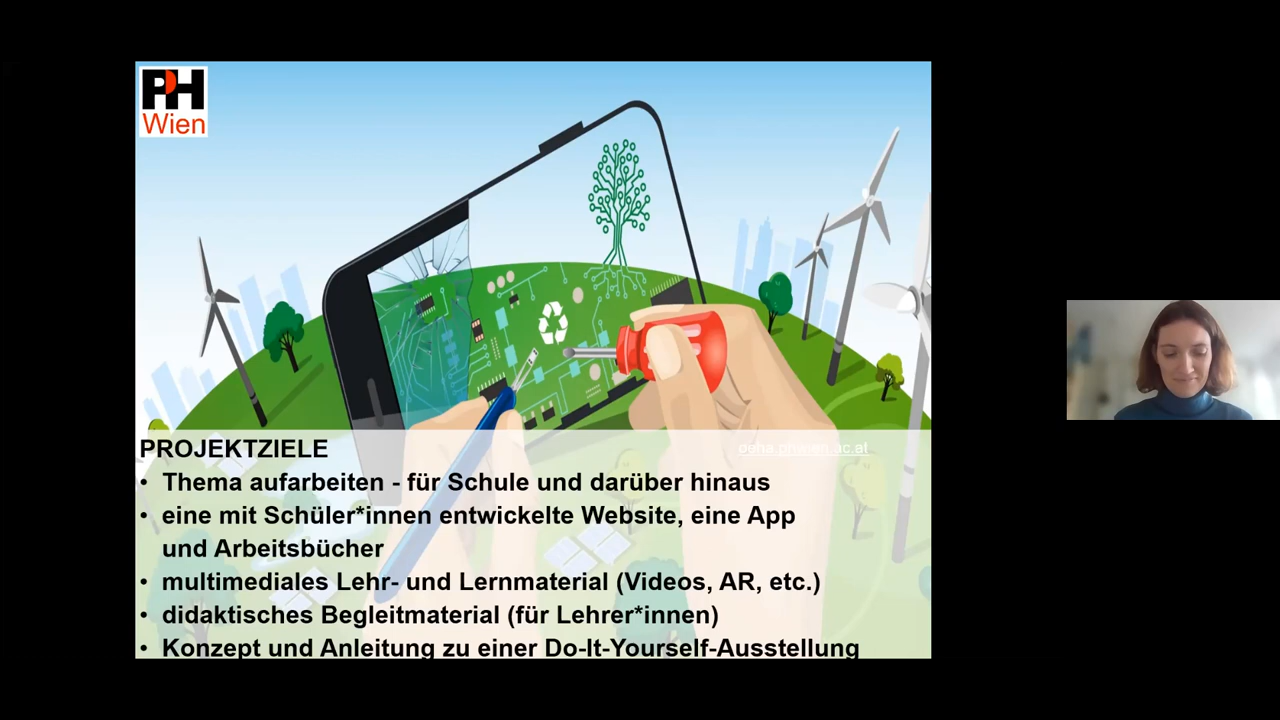 PH
Wien
PROJEKTZIELE
• Thema aufarbeiten - für Schule und darüber hinaus
• eine mit Schüler*innen entwickelte Website, eine App
und Arbeitsbücher
• multimediales Lehr- und Lernmaterial (Videos, AR, etc.)
• didaktisches Begleitmaterial (für Lehrer*innen)
• Konzept und Anleitung zu einer Do-It-Yourself-Ausstellung